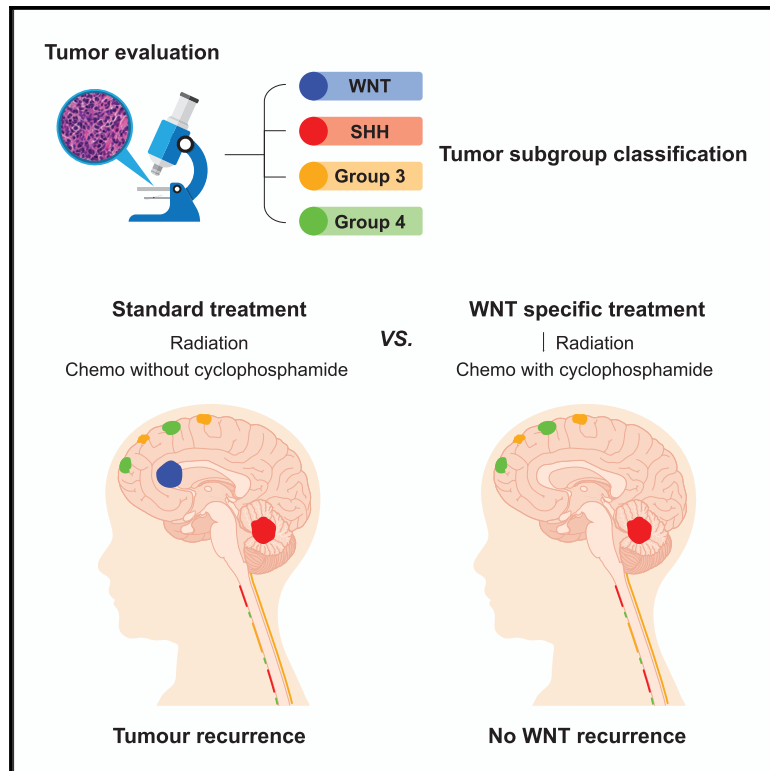 Tumor evaluation
WNT
SHH
Group 3
Group 4
Tumor subgroup classification
Standard treatment
Radiation
Chemo without cyclophosphamide
VS.
WNT specific treatment
| Radiation
Chemo with cyclophosphamide
Tumour recurrence
No WNT recurrence